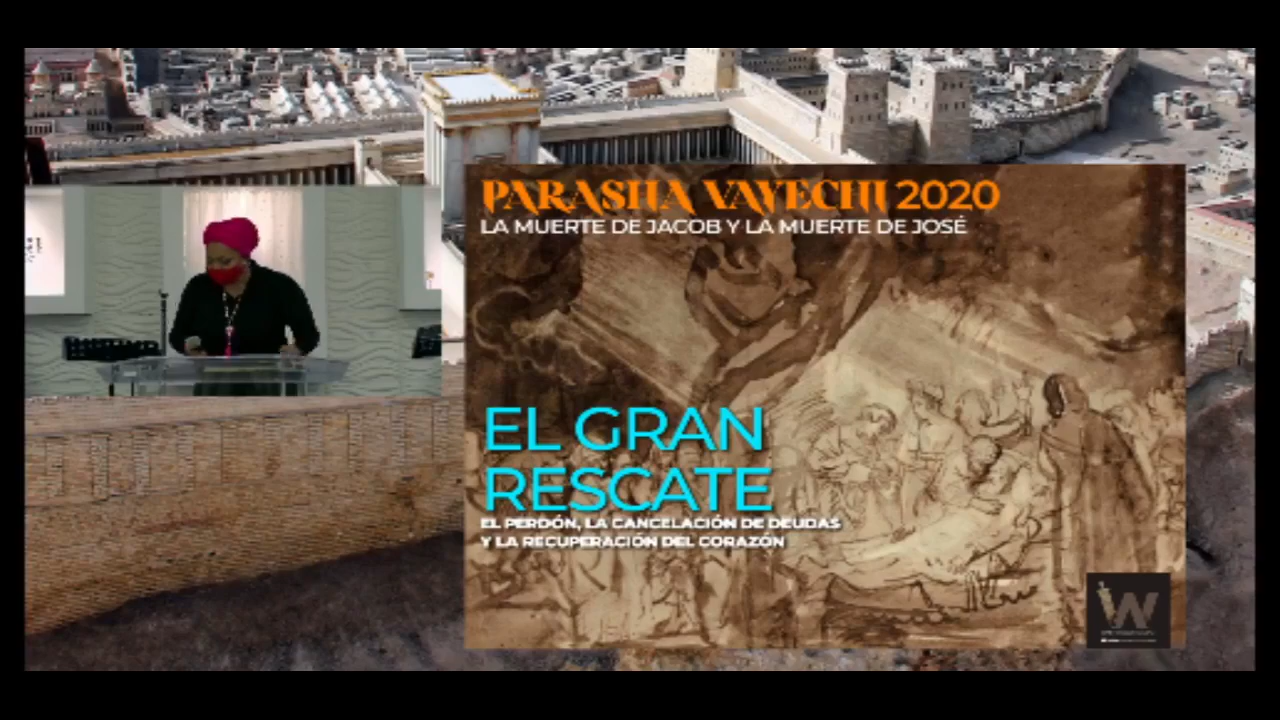 PARASHA VAYECHI 2020
LA MUERTE DE JACOB Y LA MUERTE DE JOSÉ
EL GRAN
RESCATE
EL PERDÓN, LA CANCELACIÓN DE DEUDAS
Y LA RECUPERACIÓN DEL CORAZÓN
W